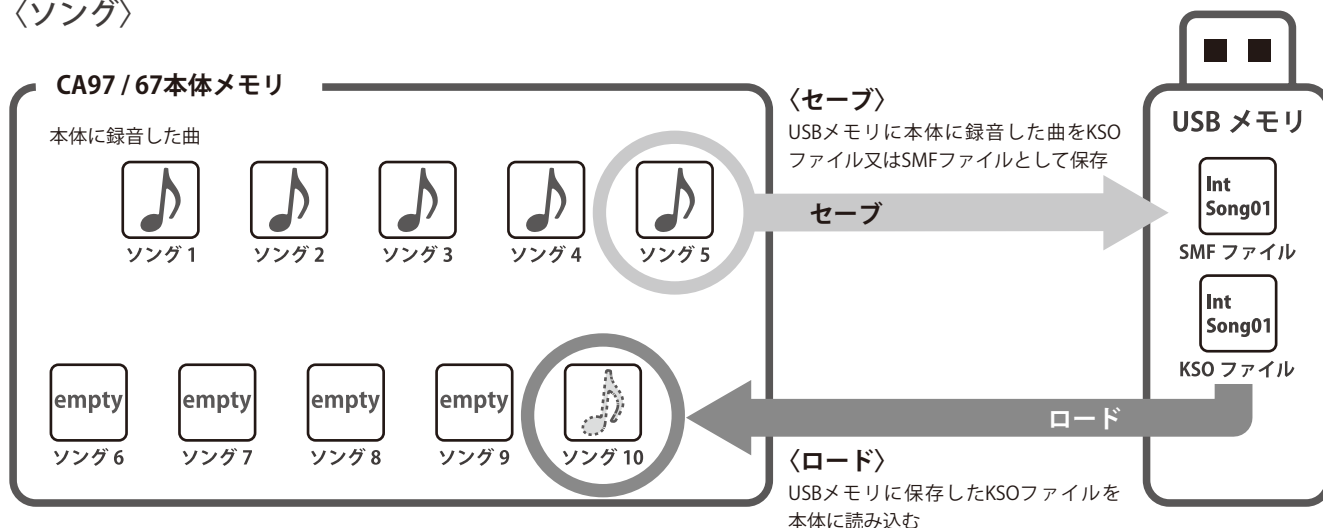 〈ソング〉
CA97 / 67本体メモリ
本体に録音した曲
ソング 1
ソング 2
ソング 3
ソング 4
ソング 5
empty
empty
empty
empty
ソング 6
ソング 7
ソング 8
ソング 9
ソング 10
〈セーブ〉
USBメモリに本体に録音した曲をKSO
ファイル又はSMFファイルとして保存
セーブ
ロード
〈ロード〉
USBメモリに保存したKSOファイルを
本体に読み込む
USB メモリ
Int
Song01
SMF ファイル
Int
Song01
KSO ファイル